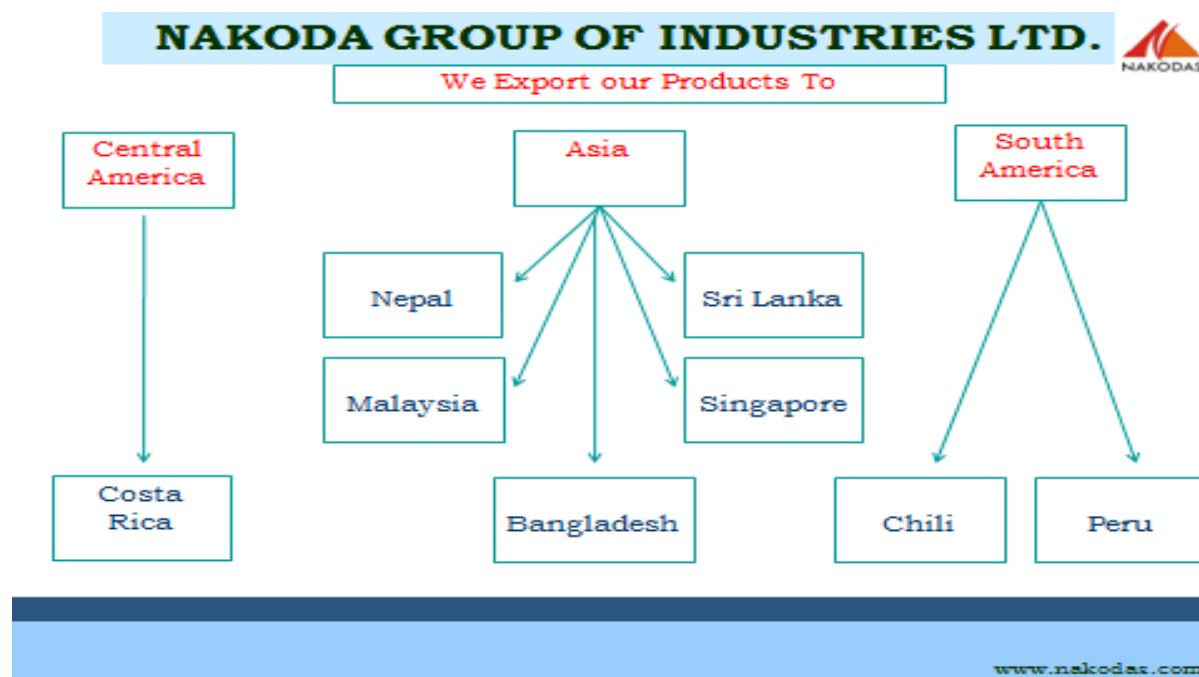 NAKODA GROUP OF INDUSTRIES LTD.
NAKODAS
We Export our Products To
Central
America
Asia
South
America
Nepal
Sri Lanka
Malaysia
Singapore
Costa
Rica
Bangladesh
Chili
Peru
www.nakodas.com